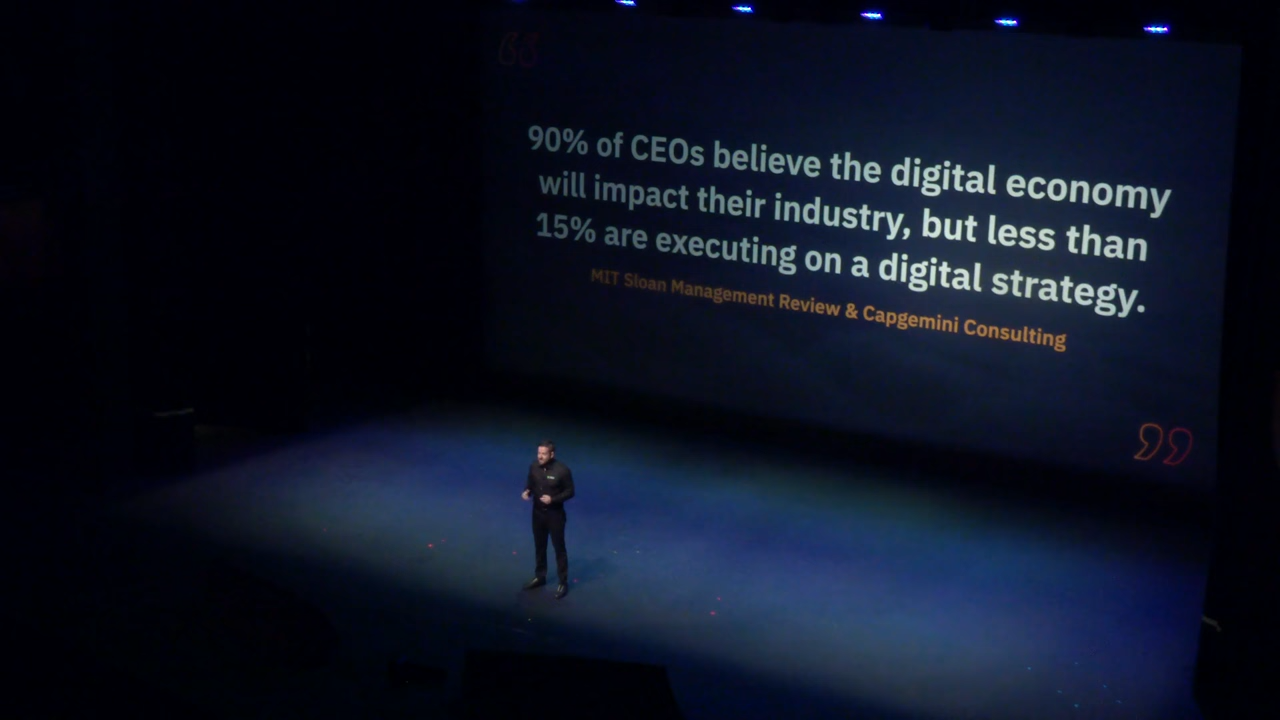 90% of CEOs believe the digital economy
will impact their industry, but less than
15% are executing on a digital strategy.
MIT Sloan Management Review & Capgemini Consulting